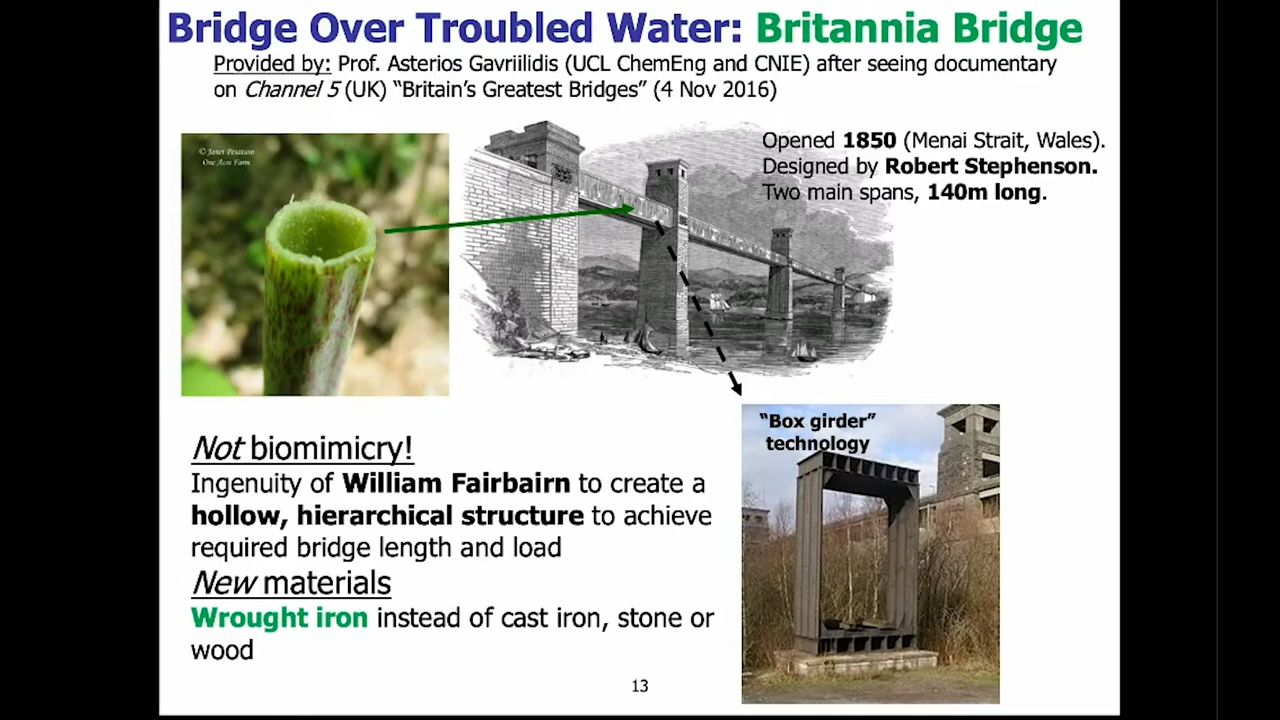 Bridge Over Troubled Water: Britannia Bridge
Provided by: Prof. Asterios Gavriilidis (UCL ChemEng and CNIE) after seeing documentary
on Channel 5 (UK) “Britain’s Greatest Bridges” (4 Nov 2016)
© Janet Pesaturo
One Acre Farm
Opened 1850 (Menai Strait, Wales).
Designed by Robert Stephenson.
Two main spans, 140m long.
“Box girder”
technology
Not biomimicry!
Ingenuity of William Fairbairn to create a
hollow, hierarchical structure to achieve
required bridge length and load
New materials
Wrought iron instead of cast iron, stone or
wood
13